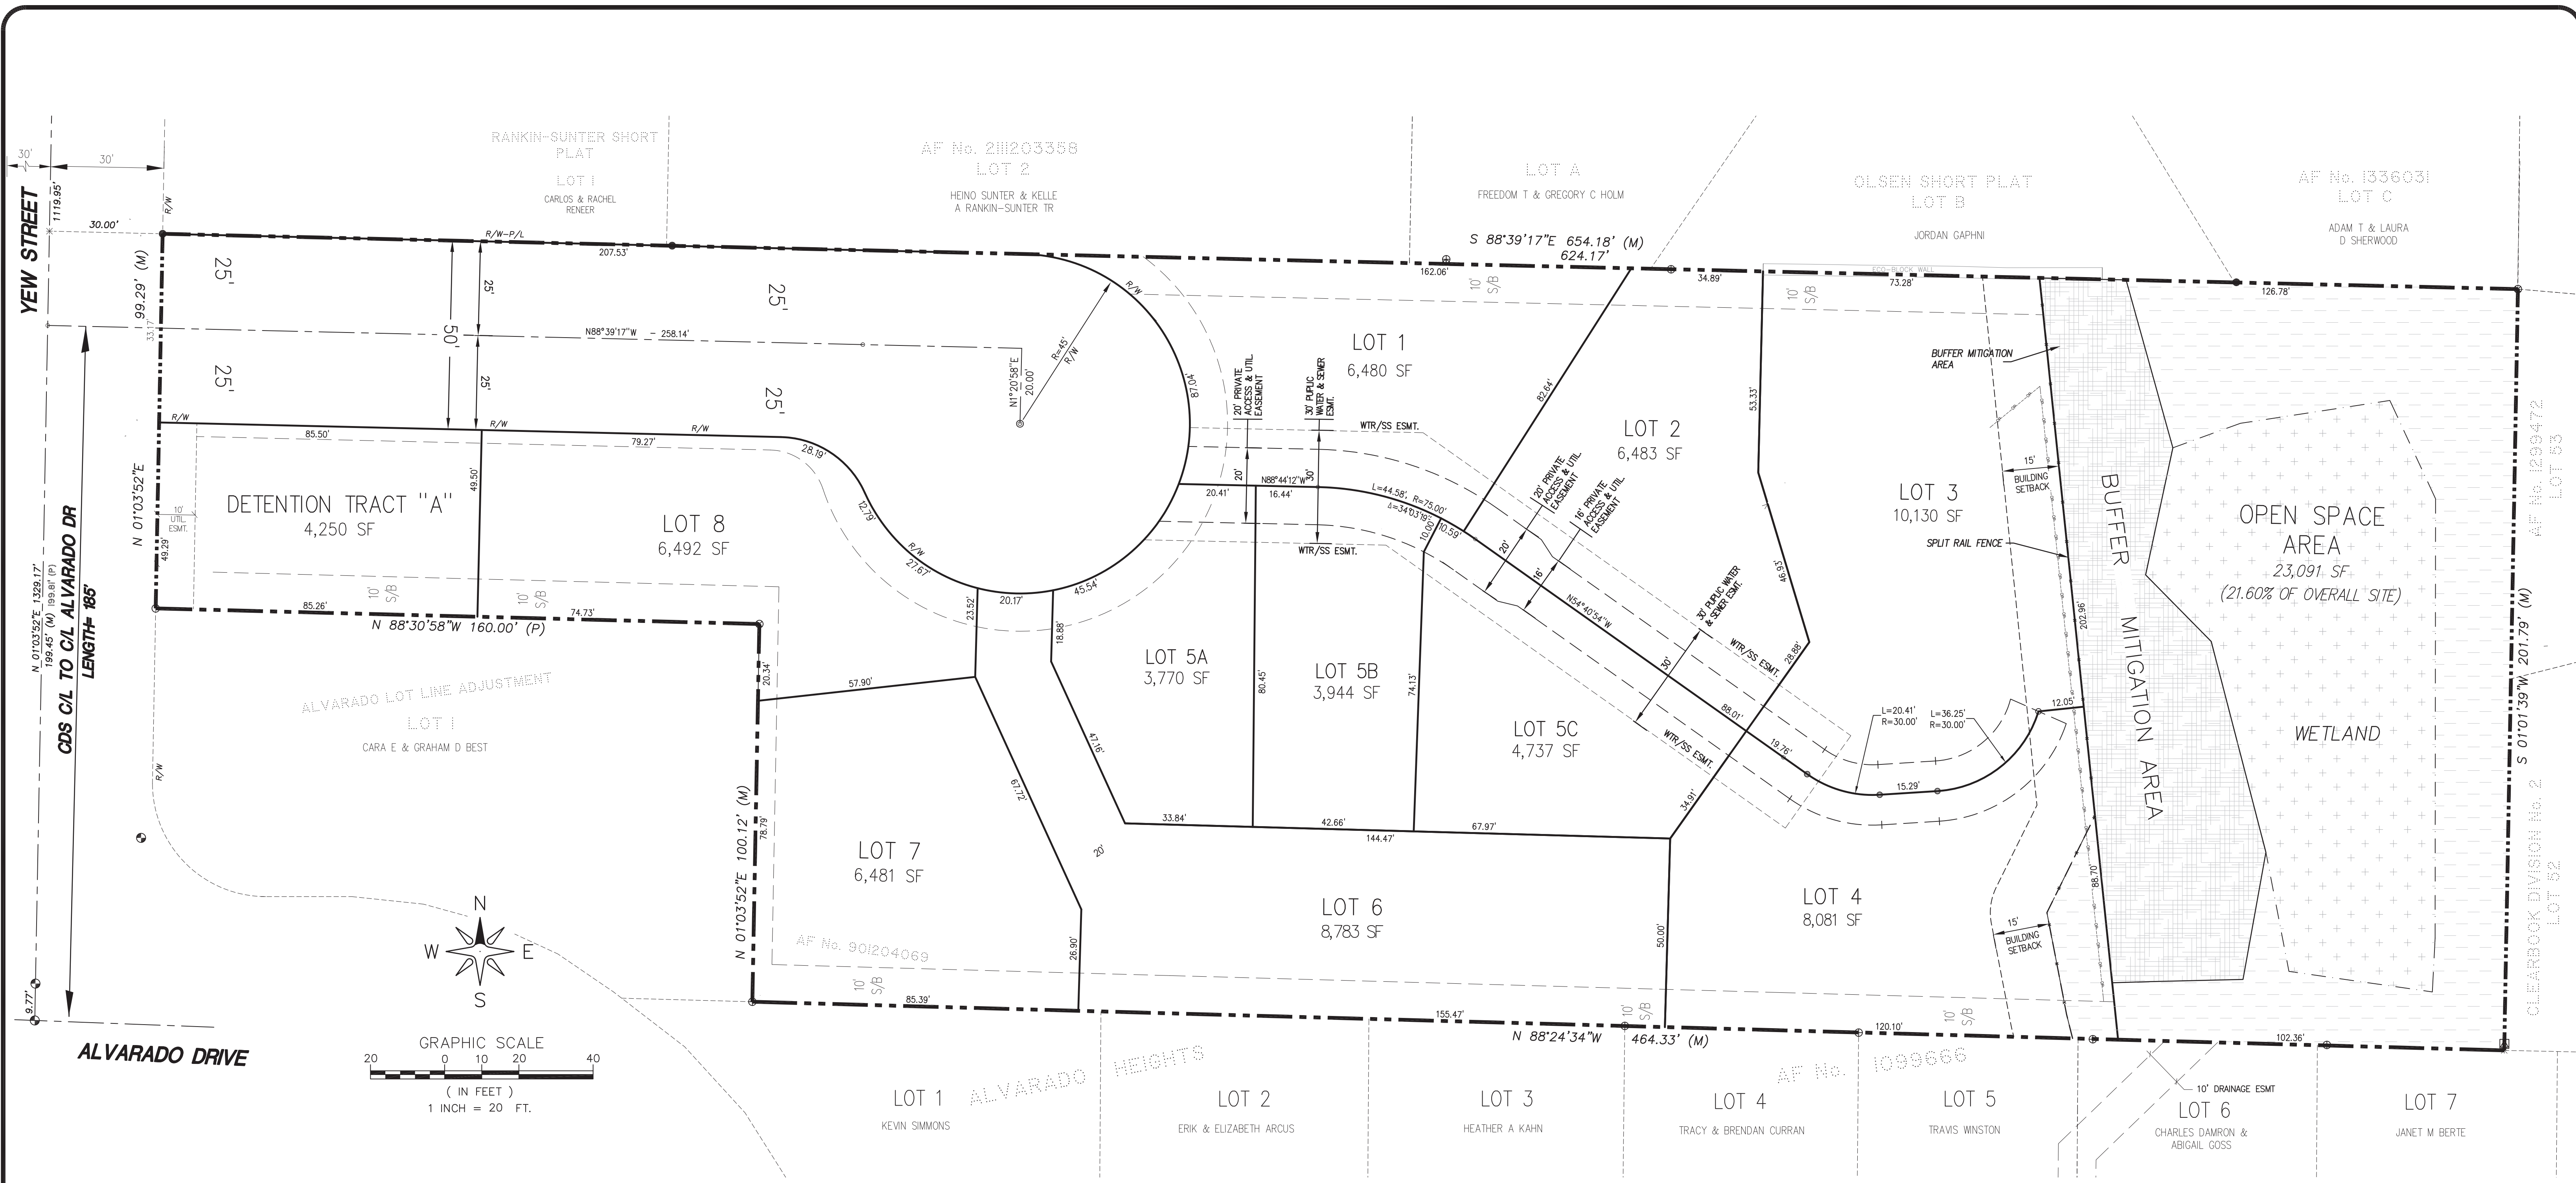 RANKIN-SUNTER SHORT
PLAT
LOT 1
CARLOS & RACHEL
RENEER
AF No. 2111203358
LOT 2
HEINO SUNTER & KELLE
A RANKIN-SUNTER TR
LOT A
FREEDOM T & GREGORY C HOLM
OLSEN SHORT PLAT
LOT B
JORDAN GAPHNI
AF No. 1336031
LOT C
ADAM T & LAURA
D SHERWOOD
30'
30'
1119.95'
R/W
YEW STREET
30.00'
99.29' (M)
33.17'
R/W-P/L
207.53'
S 88°39'17"E 654.18' (M)
624.17'
162.06'
34.89'
ECO-BLOCK WALL
73.28'
126.78'
10'
S/B
10'
S/B
25'
25'
25'
25'
50'
25'
25'
N88°39'17"W - 258.14'
N1°20'58"E
20.00'
R=45'
R/W
R/W
87.04'
LOT 1
6,480 SF
82.64'
LOT 2
6,483 SF
53.33'
46.93'
28.88'
LOT 3
10,130 SF
BUFFER MITIGATION
AREA
15'
BUILDING
SETBACK
SPLIT RAIL FENCE
202.96'
BUFFER MITIGATION AREA
OPEN SPACE
AREA
23,091 SF
(21.60% OF OVERALL SITE)
WETLAND
S 01°01'39"W 201.79' (M)
AF No. 1299472
LOT 53
CLEARBOOK DIVISION No. 2
LOT 52
20' PRIVATE
ACCESS & UTIL.
EASEMENT
30' PUPLIC
WATER & SEWER
ESMT.
WTR/SS ESMT.
20'
30'
N88°44'12"W
20.41'
16.44'
L=44.58', R=75.00'
Δ=34°03'19"
10.00'
10.59'
WTR/SS ESMT.
20' PRIVATE
ACCESS & UTIL.
EASEMENT
16' PRIVATE
ACCESS & UTIL.
EASEMENT
20'
16'
N54°40'54"W
30' PUPLIC WATER
& SEWER ESMT.
WTR/SS ESMT.
30'
WTR/SS ESMT.
88.01'
19.76'
L=20.41'
R=30.00'
L=36.25'
R=30.00'
12.05'
15.29'
34.91'
R/W
85.50'
R/W
79.27'
R/W
28.19'
12.79'
R/W
27.67'
20.17'
45.54'
N 01°03'52"E
49.29'
10'
UTIL.
ESMT.
DETENTION TRACT "A"
4,250 SF
49.50'
LOT 8
6,492 SF
85.26'
10'
S/B
10'
S/B
74.73'
N 88°30'58"W 160.00' (P)
23.52'
18.88'
20.34'
57.90'
LOT 5A
3,770 SF
80.45'
LOT 5B
3,944 SF
74.13'
LOT 5C
4,737 SF
47.16'
67.72'
20'
33.84'
42.66'
67.97'
144.47'
N 01°03'52"E 1329.17'
199.45' (M) 199.81' (P)
CDS C/L TO C/L ALVARADO DR
LENGTH= 185'
9.77'
R/W
ALVARADO LOT LINE ADJUSTMENT
LOT 1
CARA E & GRAHAM D BEST
N 01°03'52"E 100.12' (M)
78.79'
LOT 7
6,481 SF
26.90'
AF No. 901204069
10'
S/B
85.39'
LOT 6
8,783 SF
50.00'
LOT 4
8,081 SF
88.70'
15'
BUILDING
SETBACK
10'
S/B
10'
S/B
155.47'
120.10'
102.36'
N 88°24'34"W 464.33' (M)
N
W E
S
GRAPHIC SCALE
20 0 10 20 40
( IN FEET )
1 INCH = 20 FT.
ALVARADO DRIVE
ALVARADO HEIGHTS
AF No. 1099666
10' DRAINAGE ESMT
LOT 1
KEVIN SIMMONS
LOT 2
ERIK & ELIZABETH ARCUS
LOT 3
HEATHER A KAHN
LOT 4
TRACY & BRENDAN CURRAN
LOT 5
TRAVIS WINSTON
LOT 6
CHARLES DAMRON &
ABIGAIL GOSS
LOT 7
JANET M BERTE